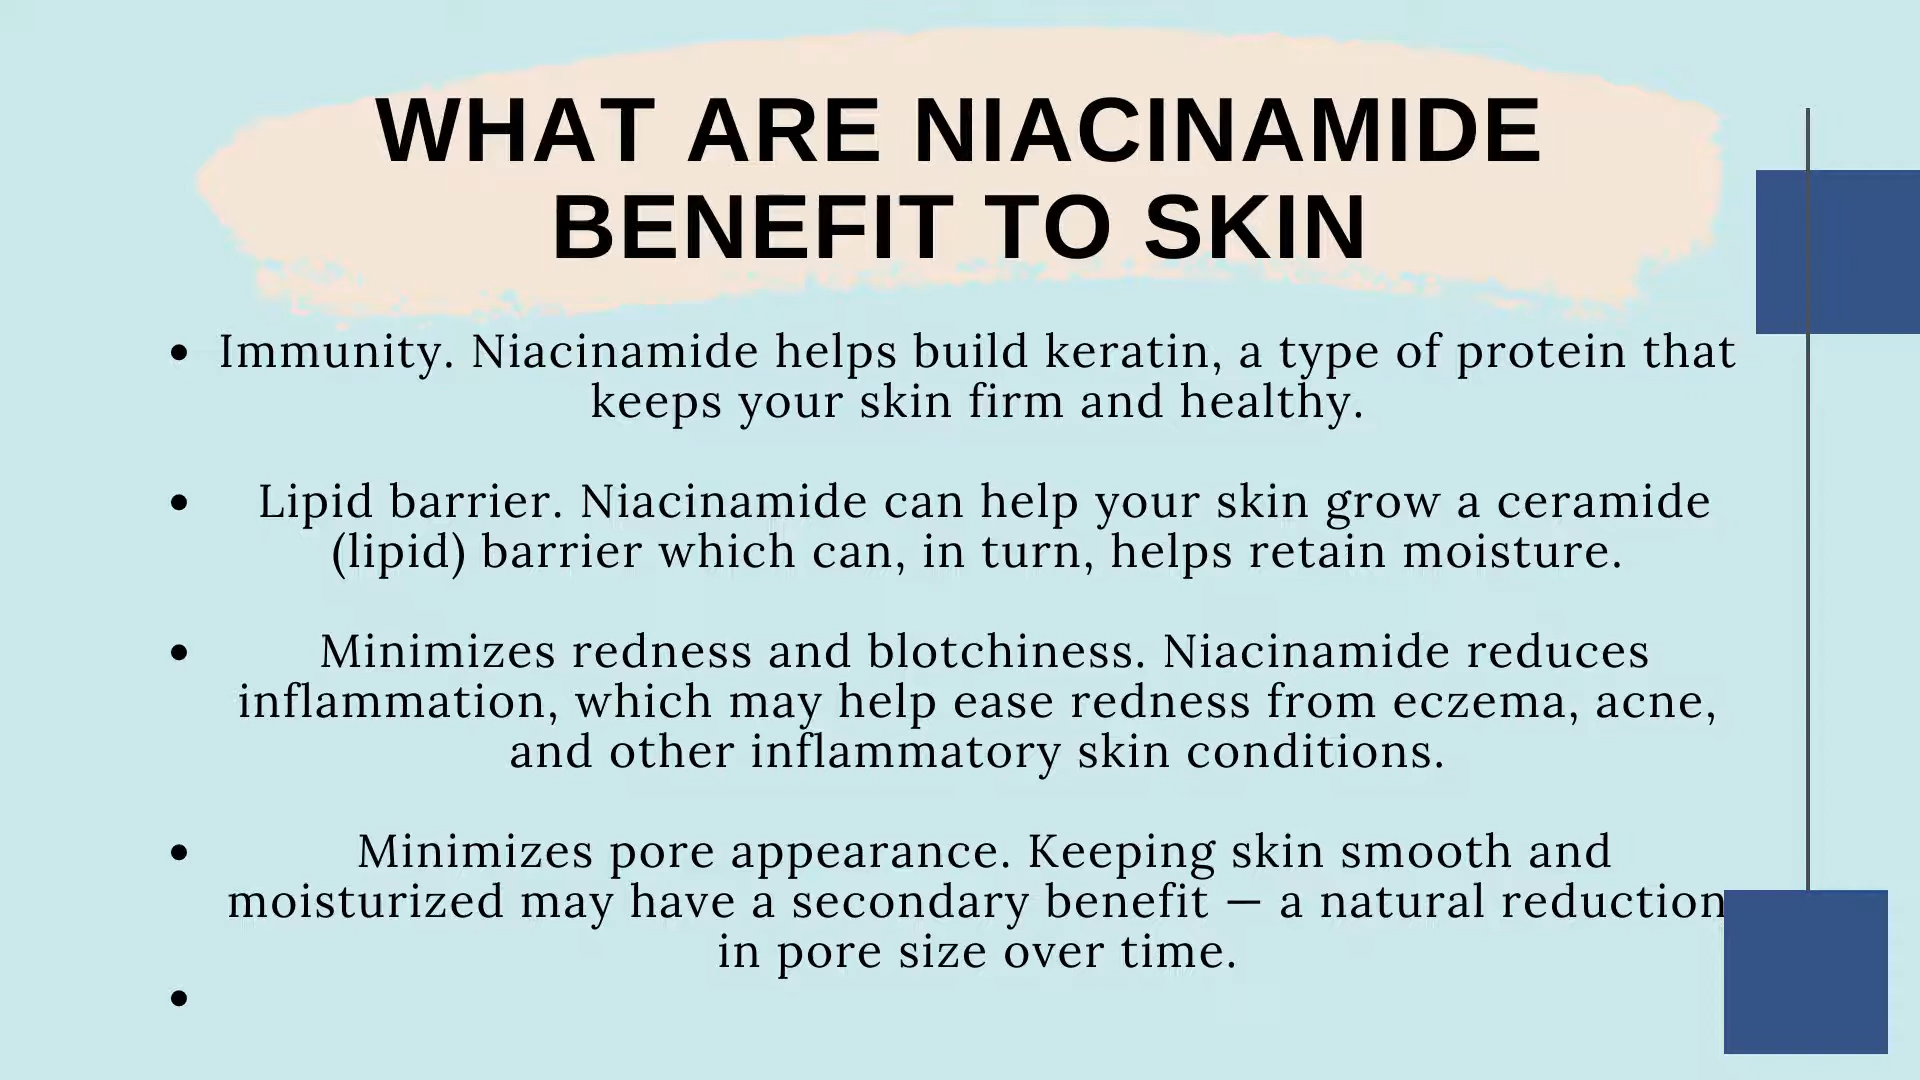 WHAT ARE NIACINAMIDE
BENEFIT TO SKIN
• Immunity. Niacinamide helps build keratin, a type of protein that
keeps your skin firm and healthy.
• Lipid barrier. Niacinamide can help your skin grow a ceramide
(lipid) barrier which can, in turn, helps retain moisture.
• Minimizes redness and blotchiness. Niacinamide reduces
inflammation, which may help ease redness from eczema, acne,
and other inflammatory skin conditions.
• Minimizes pore appearance. Keeping skin smooth and
moisturized may have a secondary benefit — a natural reduction
in pore size over time.
•